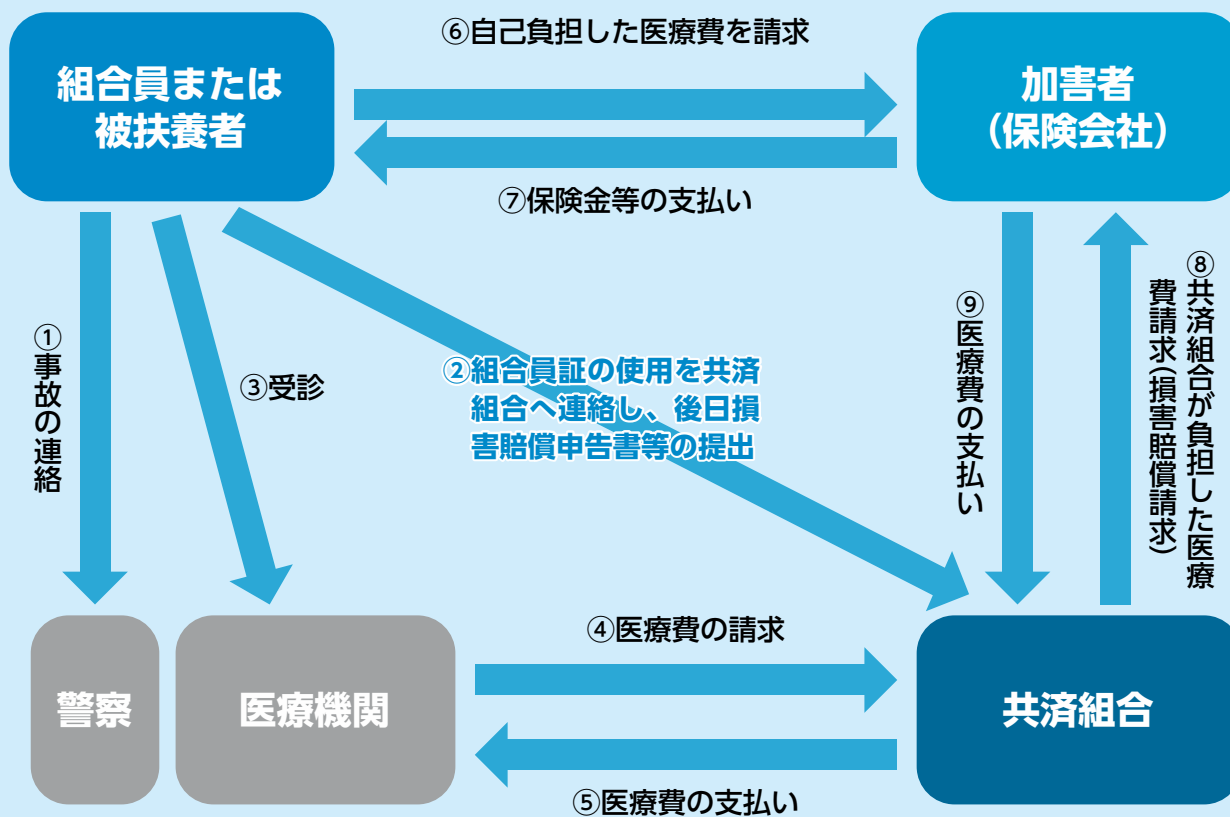 ⑥自己負担した医療費を請求
組合員または
被扶養者
加害者
（保険会社）
⑦保険金等の支払い
①事故の連絡
③受診
②組合員証の使用を共済
組合へ連絡し、後日損
害賠償申告書等の提出
⑨医療費の支払い
⑧共済組合が負担した医療
費請求（損害賠償請求）
④医療費の請求
警察
医療機関
共済組合
⑤医療費の支払い